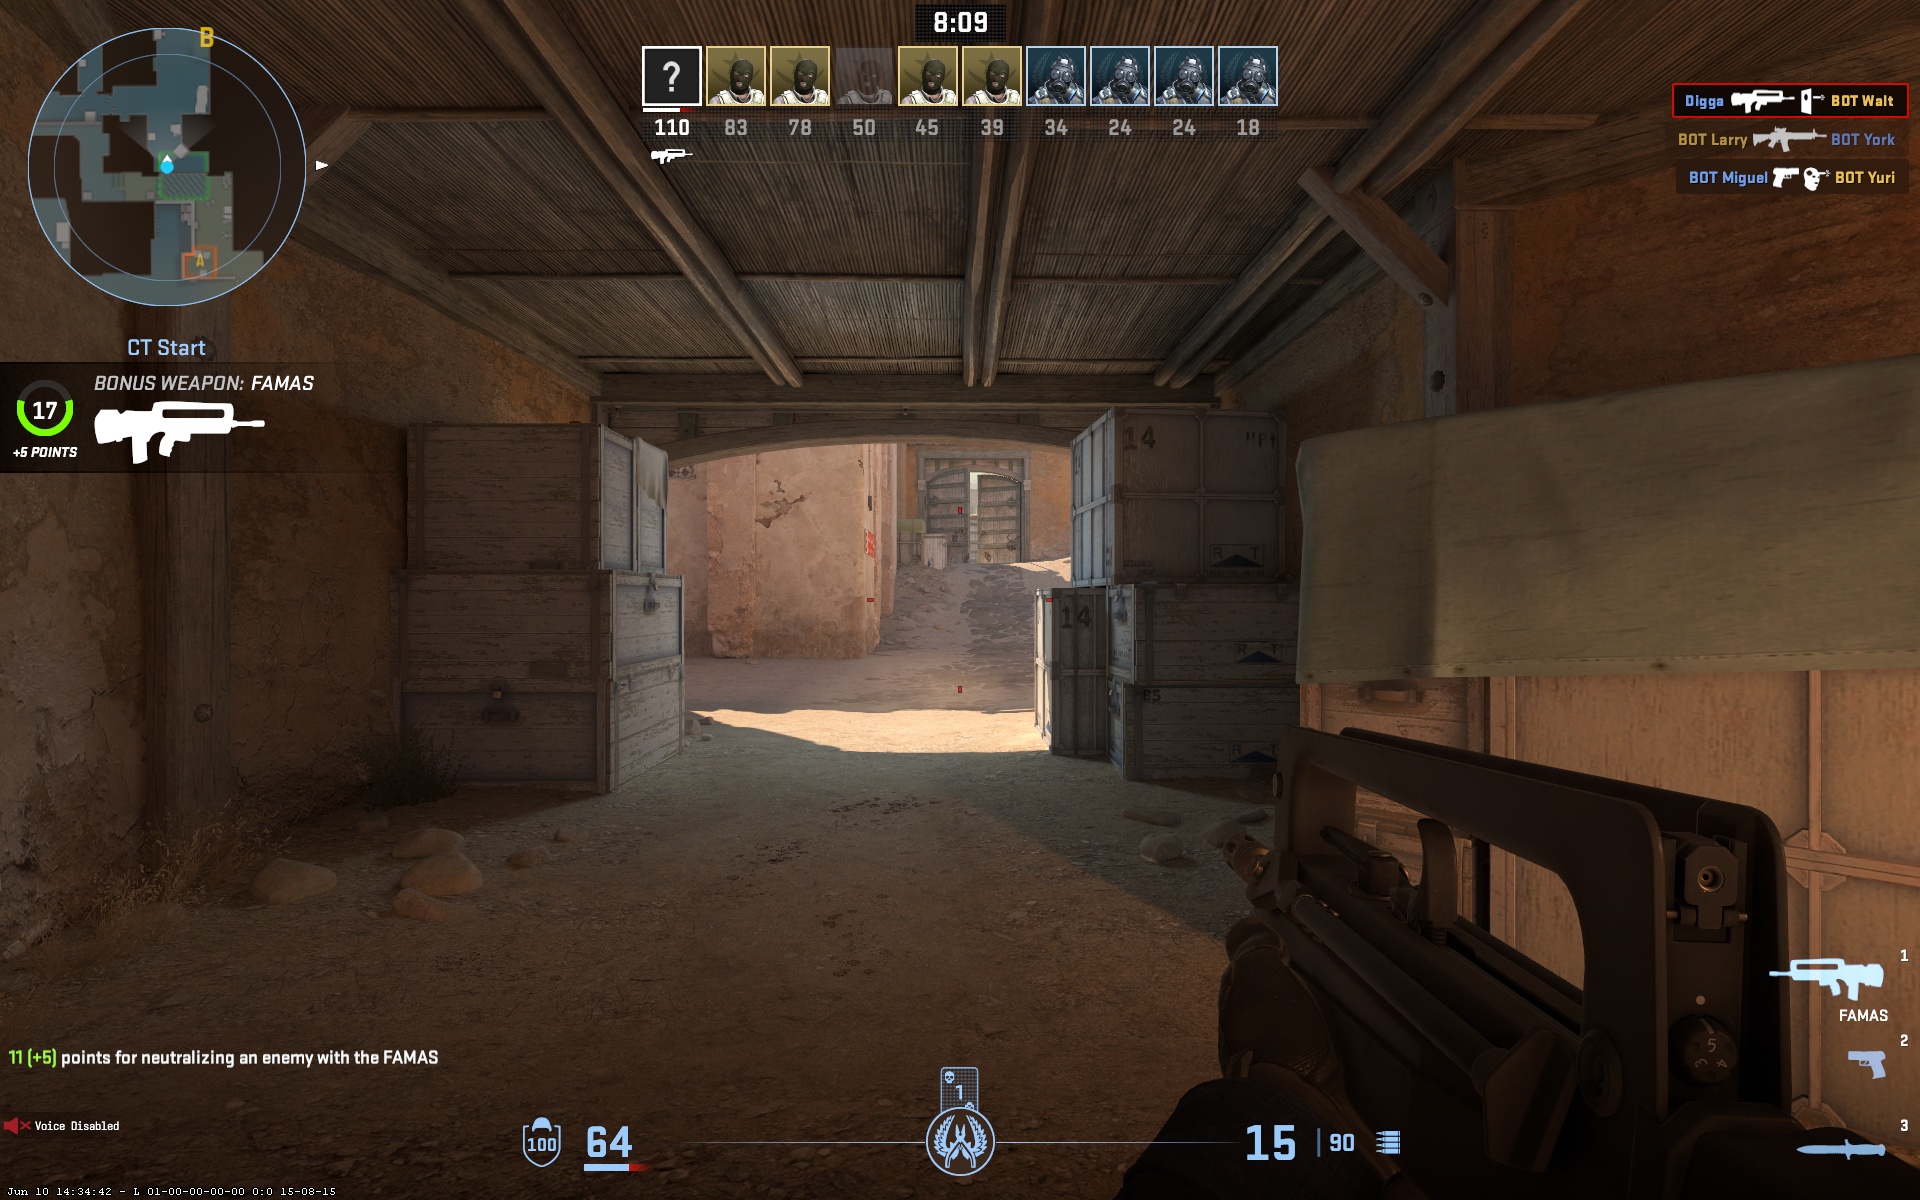 B
8:09
?
110 83 78 50 45 39 34 24 24 18
Digga BOT Walt
BOT Larry BOT York
BOT Miguel BOT Yuri
A
CT Start
BONUS WEAPON: FAMAS
17
+5 POINTS
14
R T
14
R T
85
R T
5
1
FAMAS
2
3
11 (+5) points for neutralizing an enemy with the FAMAS
Voice Disabled
1
100 64
15 | 90
Jun 10 14:34:42 - L 01-00-00-00-00 0:0 15-08-15